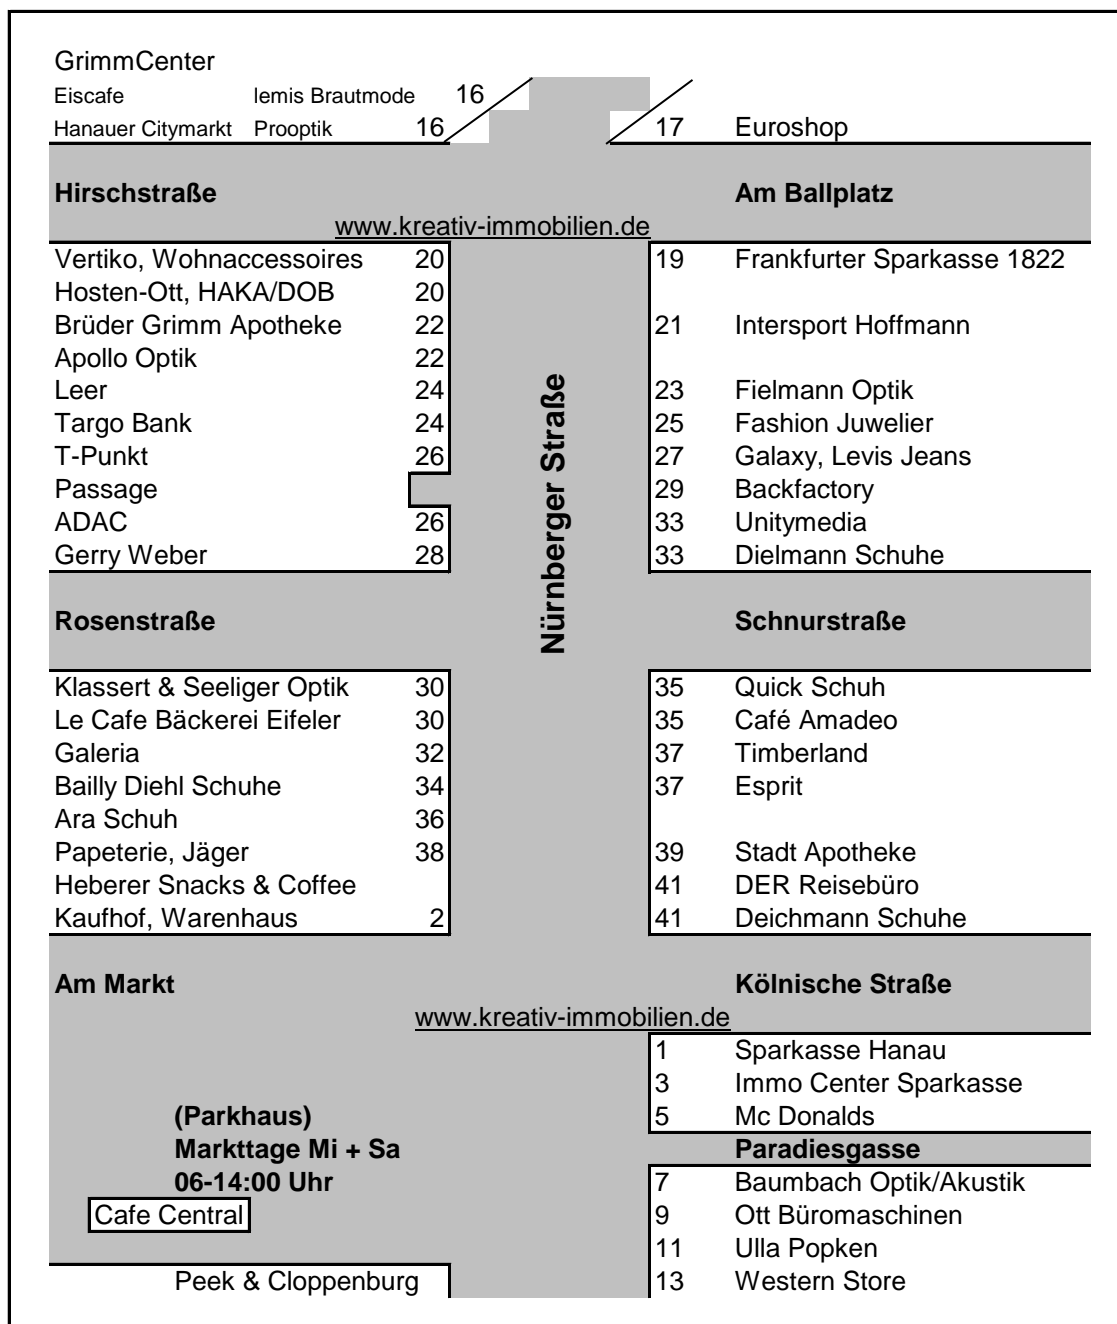 GrimmCenter
Eiscafe lemis Brautmode 16
Hanauer Citymarkt Prooptik 16 17 Euroshop
Hirschstraße Am Ballplatz
www.kreativ-immobilien.de
Vertiko, Wohnaccessoires 20 19 Frankfurter Sparkasse 1822
Hosten-Ott, HAKA/DOB 20
Brüder Grimm Apotheke 22 21 Intersport Hoffmann
Apollo Optik 22
Leer 24 23 Fielmann Optik
Targo Bank 24 25 Fashion Juwelier
T-Punkt 26 27 Galaxy, Levis Jeans
Passage 29 Backfactory
ADAC 26 33 Unitymedia
Gerry Weber 28 33 Dielmann Schuhe
Nürnberger Straße
Rosenstraße Schnurstraße
Klassert & Seeliger Optik 30 35 Quick Schuh
Le Cafe Bäckerei Eifeler 30 35 Café Amadeo
Galeria 32 37 Timberland
Bailly Diehl Schuhe 34 37 Esprit
Ara Schuh 36
Papeterie, Jäger 38 39 Stadt Apotheke
Heberer Snacks & Coffee 41 DER Reisebüro
Kaufhof, Warenhaus 2 41 Deichmann Schuhe
Am Markt Kölnische Straße
www.kreativ-immobilien.de
1 Sparkasse Hanau
3 Immo Center Sparkasse
(Parkhaus) 5 Mc Donalds
Markttage Mi + Sa Paradiesgasse
06-14:00 Uhr 7 Baumbach Optik/Akustik
Cafe Central 9 Ott Büromaschinen
11 Ulla Popken
Peek & Cloppenburg 13 Western Store